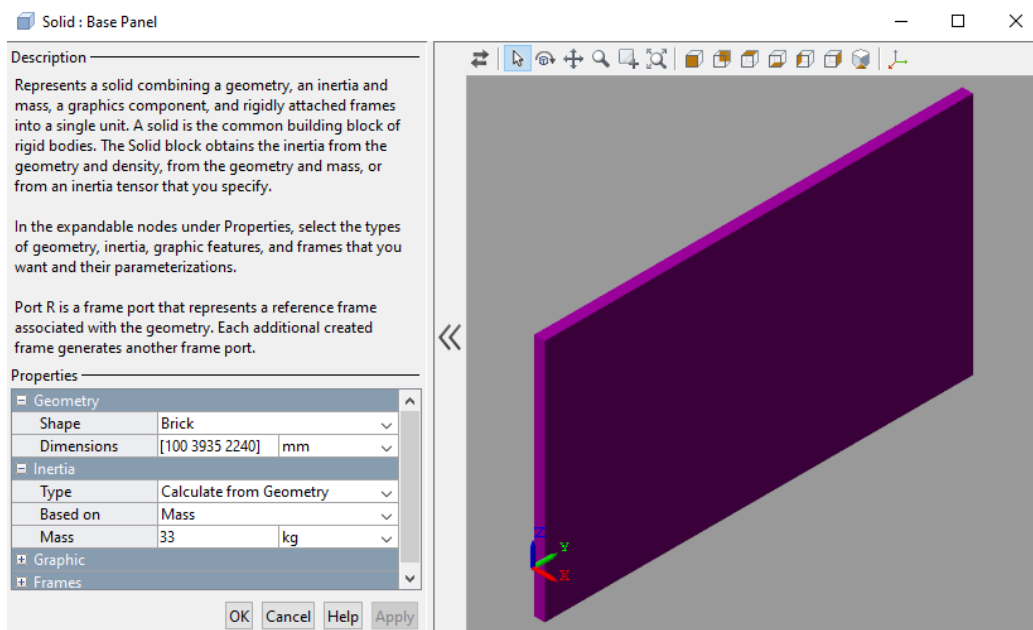 Solid : Base Panel
Description
Represents a solid combining a geometry, an inertia and
mass, a graphics component, and rigidly attached frames
into a single unit. A solid is the common building block of
rigid bodies. The Solid block obtains the inertia from the
geometry and density, from the geometry and mass, or
from an inertia tensor that you specify.
In the expandable nodes under Properties, select the types
of geometry, inertia, graphic features, and frames that you
want and their parameterizations.
Port R is a frame port that represents a reference frame
associated with the geometry. Each additional created
frame generates another frame port.
Properties
Geometry
Shape Brick
Dimensions [100 3935 2240] mm
Inertia
Type Calculate from Geometry
Based on Mass
Mass 33 kg
Graphic
Frames
OK Cancel Help Apply
Z
Y
X